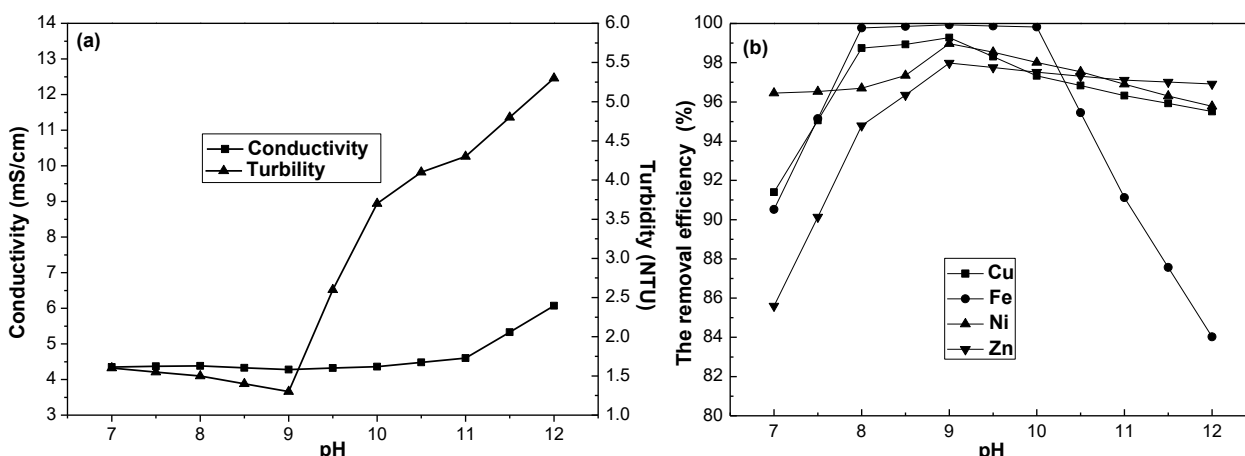 (a)
Conductivity (mS/cm)
14
13
12
11
10
9
8
7
6
5
4
3
Conductivity
Turbility
6.0
5.5
5.0
4.5
4.0
3.5
3.0
2.5
2.0
1.5
1.0
Turbidity (NTU)
7 8 9 10 11 12
pH
(b)
The removal efficiency (%)
100
98
96
94
92
90
88
86
84
82
80
Cu
Fe
Ni
Zn
7 8 9 10 11 12
pH